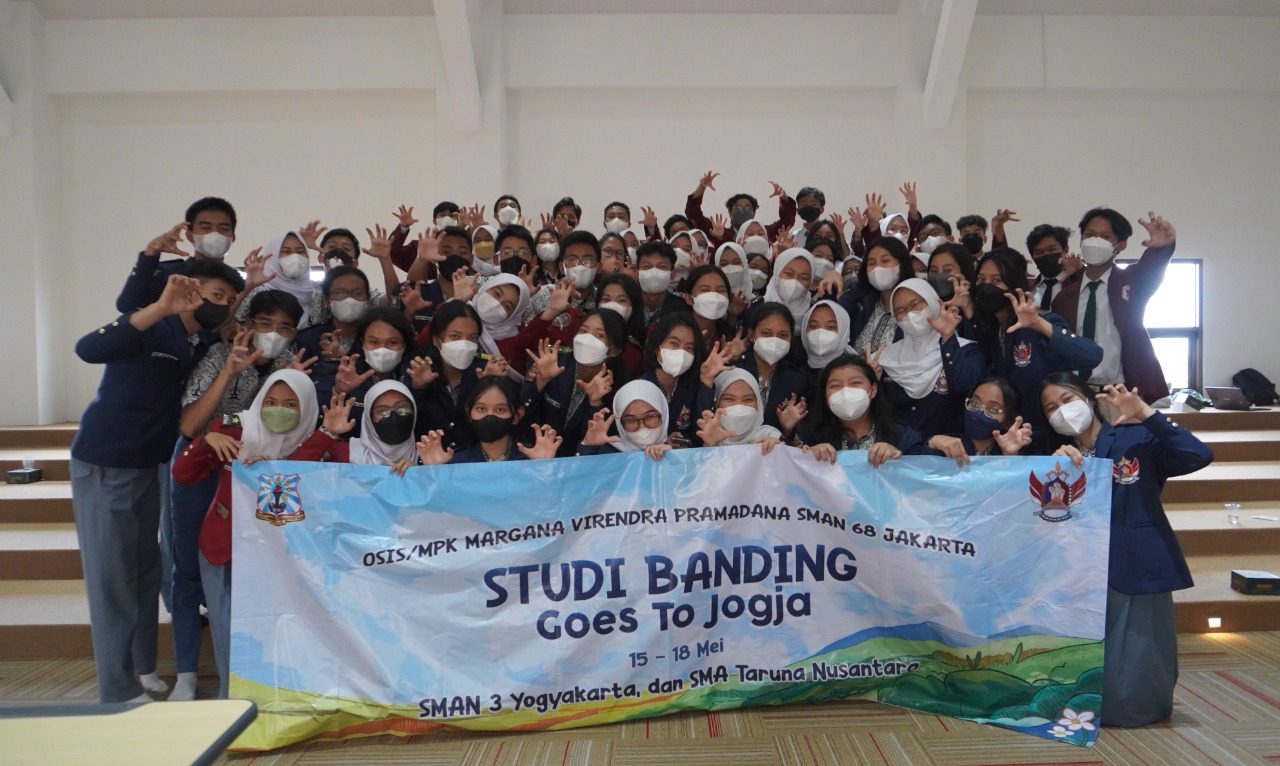 OSIS/MPK MARGANA VIRENDRA PRAMADANA SMAN 68 JAKARTA
STUDI BANDING
Goes To Jogja
15 - 18 Mei
SMAN 3 Yogyakarta, dan SMA Taruna Nusantara